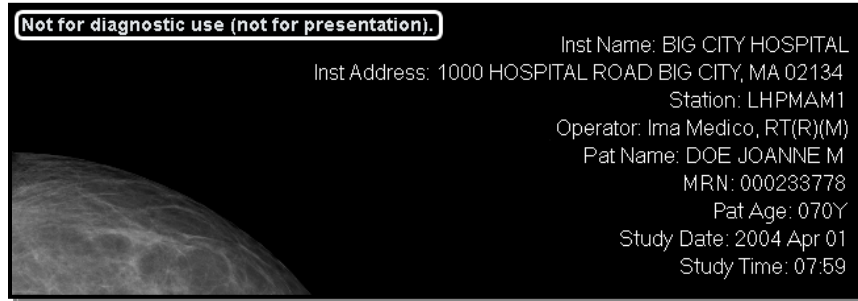 Not for diagnostic use (not for presentation).
Inst Name: BIG CITY HOSPITAL
Inst Address: 1000 HOSPITAL ROAD BIG CITY, MA 02134
Station: LHPMAM1
Operator: Ima Medico, RT(R)(M)
Pat Name: DOE JOANNE M
MRN: 000233778
Pat Age: 070Y
Study Date: 2004 Apr 01
Study Time: 07:59